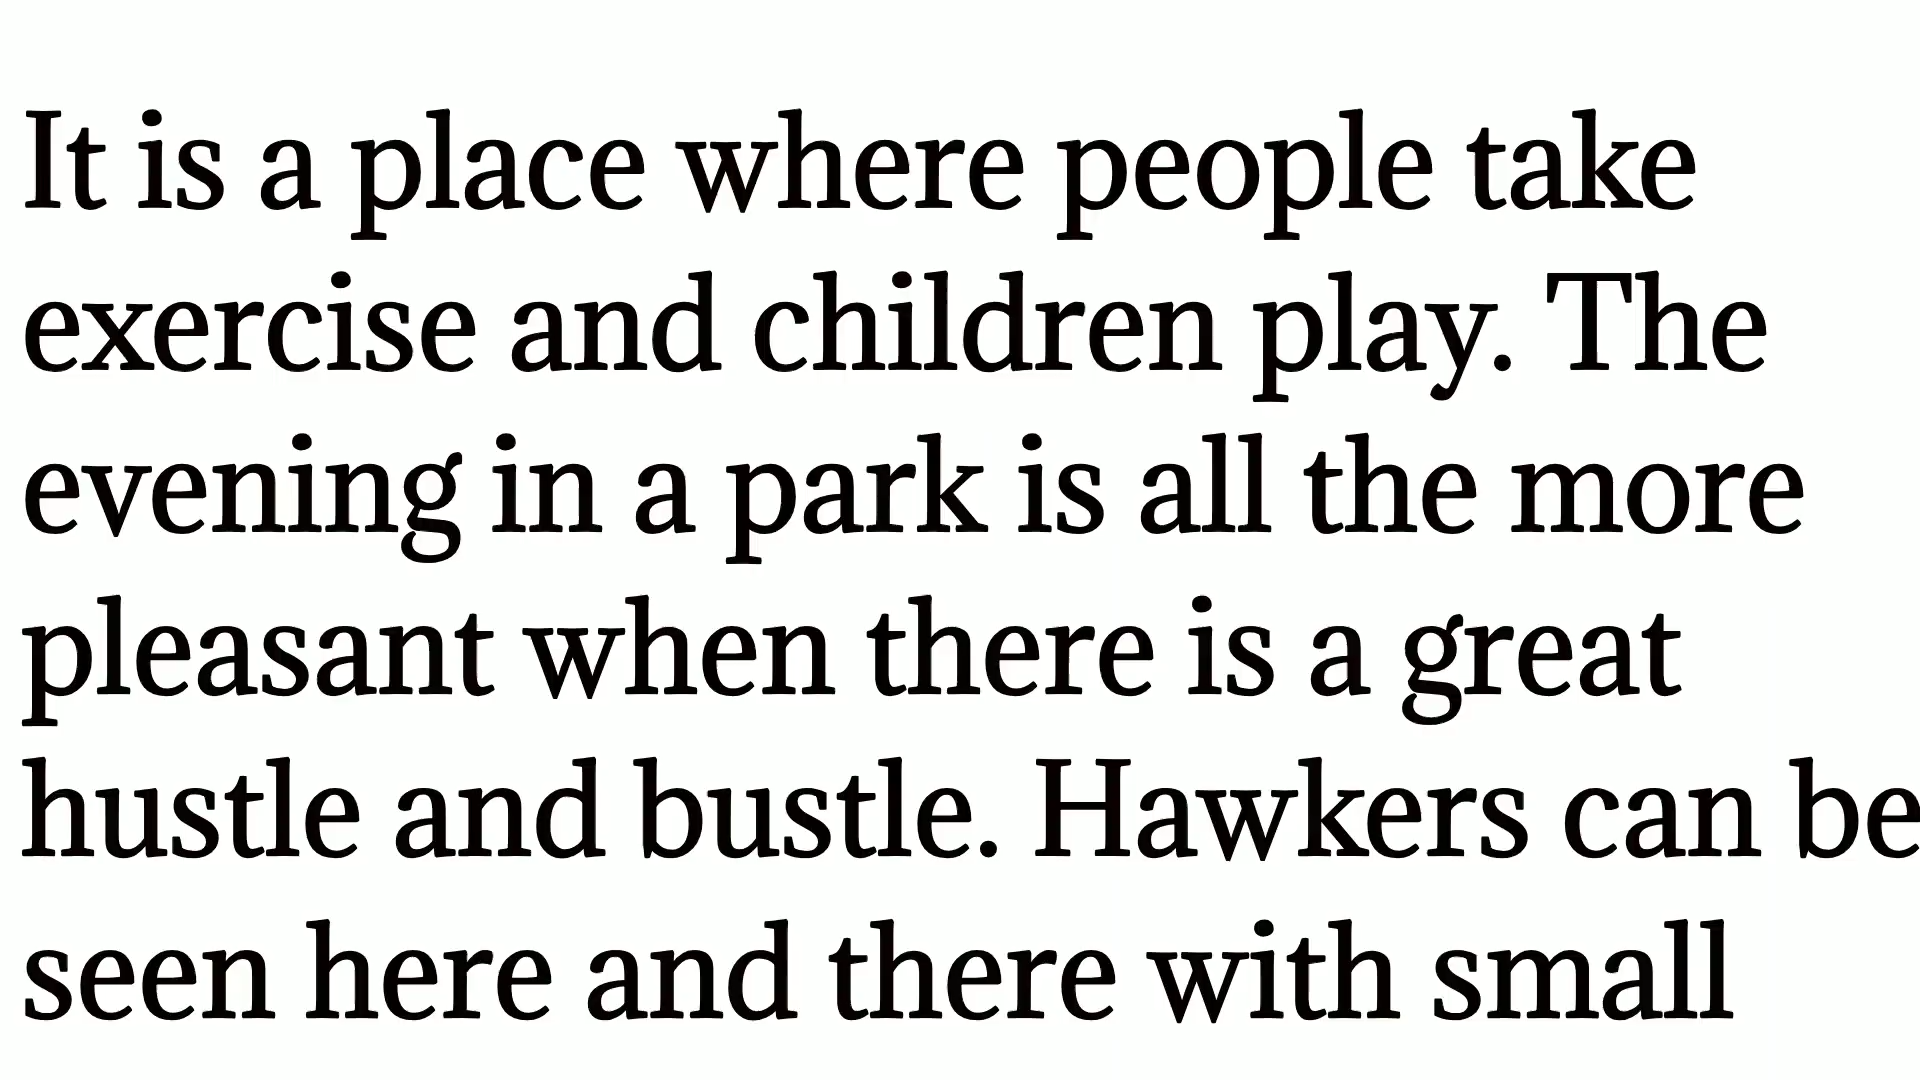 It is a place where people take
exercise and children play. The
evening in a park is all the more
pleasant when there is a great
hustle and bustle. Hawkers can be
seen here and there with small